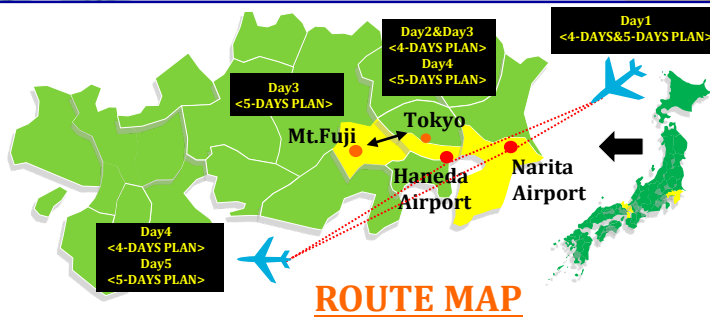 Day1
<4-DAYS&5-DAYS PLAN>
Day2&Day3
<4-DAYS PLAN>
Day4
<5-DAYS PLAN>
Day3
<5-DAYS PLAN>
Mt.Fuji
Tokyo
Haneda
Airport
Narita
Airport
Day4
<4-DAYS PLAN>
Day5
<5-DAYS PLAN>
ROUTE MAP